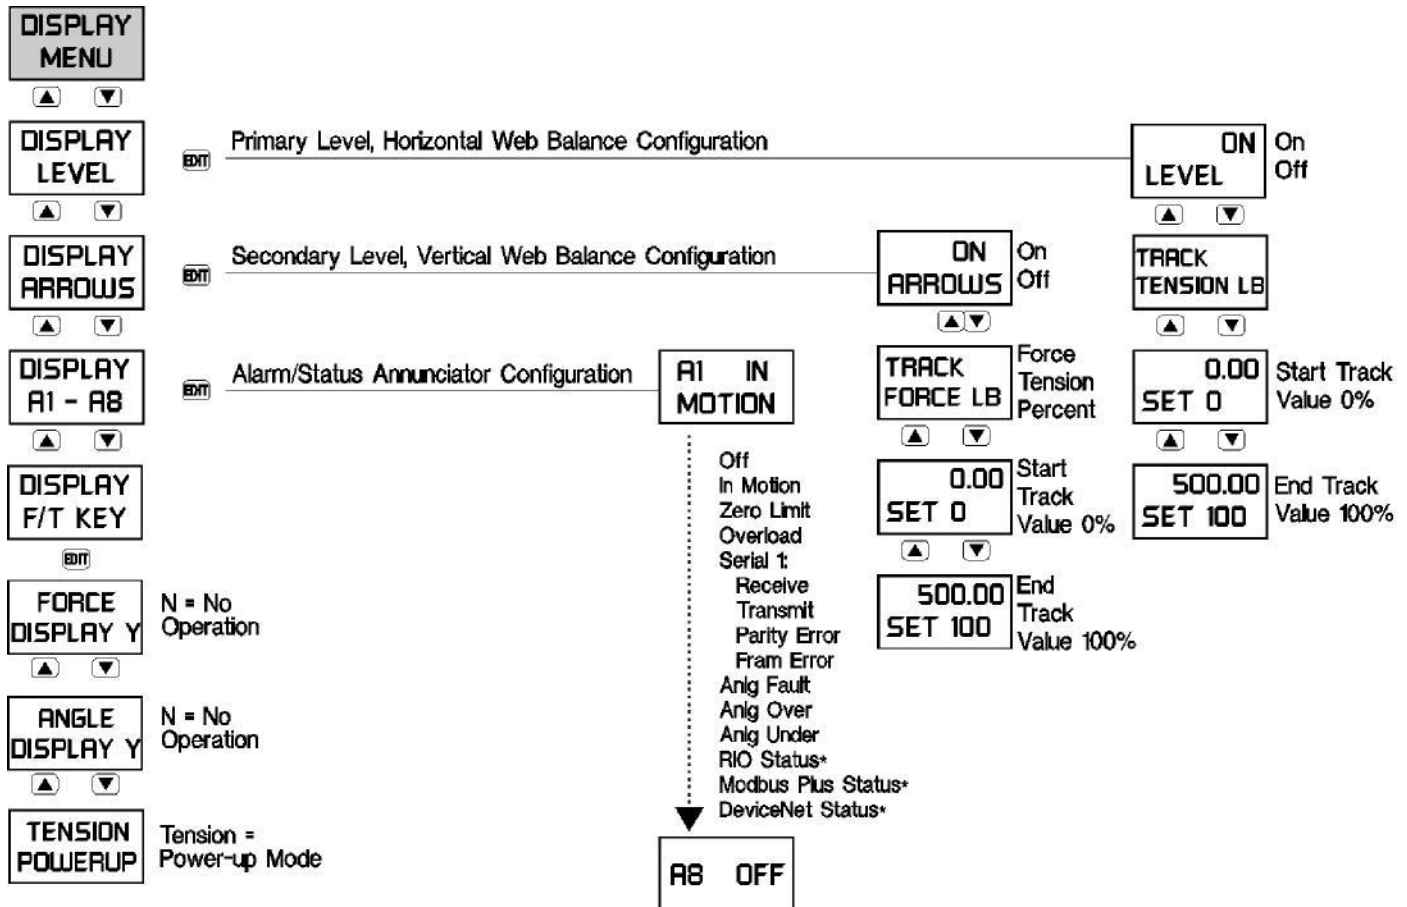 DISPLAY
MENU
DISPLAY
LEVEL
EDIT
Primary Level, Horizontal Web Balance Configuration
ON
LEVEL
On
Off
DISPLAY
ARROWS
EDIT
Secondary Level, Vertical Web Balance Configuration
ON
ARROWS
On
Off
TRACK
TENSION LB
DISPLAY
A1 - A8
EDIT
Alarm/Status Annunciator Configuration
A1 IN
MOTION
TRACK
FORCE LB
Force
Tension
Percent
0.00
SET 0
Start Track
Value 0%
DISPLAY
F/T KEY
EDIT
Off
In Motion
Zero Limit
Overload
Serial 1:
Receive
Transmit
Parity Error
Fram Error
Anlg Fault
Anlg Over
Anlg Under
RIO Status*
Modbus Plus Status*
DeviceNet Status*
0.00
SET 0
Start
Track
Value 0%
500.00
SET 100
End Track
Value 100%
FORCE
DISPLAY Y
N = No
Operation
500.00
SET 100
End
Track
Value 100%
ANGLE
DISPLAY Y
N = No
Operation
TENSION
POWERUP
Tension =
Power-up Mode
A8 OFF